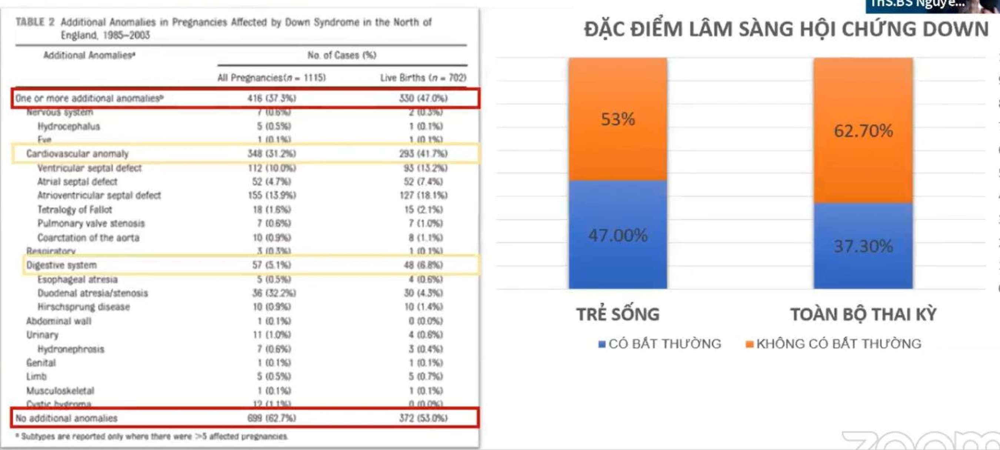 TABLE 2 Additional Anomalies in Pregnancies Affected by Down Syndrome in the North of
England, 1985–2003
Additional Anomaliesᵃ No. of Cases (%)
All Pregnancies (n = 1115) Live Births (n = 702)
One or more additional anomaliesᵇ 416 (37.3%) 330 (47.0%)
Nervous system 7 (0.6%) 2 (0.3%)
Hydrocephalus 5 (0.5%) 1 (0.1%)
Eye 1 (0.1%) 1 (0.1%)
Cardiovascular anomaly 348 (31.2%) 293 (41.7%)
Ventricular septal defect 112 (10.0%) 93 (13.2%)
Atrial septal defect 52 (4.7%) 52 (7.4%)
Atrioventricular septal defect 155 (13.9%) 127 (18.1%)
Tetralogy of Fallot 18 (1.6%) 15 (2.1%)
Pulmonary valve stenosis 7 (0.6%) 7 (1.0%)
Coarctation of the aorta 10 (0.9%) 8 (1.1%)
Respiratory 3 (0.3%) 1 (0.1%)
Digestive system 57 (5.1%) 48 (6.8%)
Esophageal atresia 5 (0.5%) 4 (0.6%)
Duodenal atresia/stenosis 36 (32.2%) 30 (4.3%)
Hirschsprung disease 10 (0.9%) 10 (1.4%)
Abdominal wall 1 (0.1%) 0 (0.0%)
Urinary 11 (1.0%) 4 (0.6%)
Hydronephrosis 7 (0.6%) 3 (0.4%)
Genital 1 (0.1%) 1 (0.1%)
Limb 5 (0.5%) 5 (0.7%)
Musculoskeletal 1 (0.1%) 1 (0.1%)
Cystic hygroma 12 (1.1%) 0 (0.0%)
No additional anomalies 699 (62.7%) 372 (53.0%)
ᵃ Subtypes are reported only where there were >5 affected pregnancies.
ThS.BS Nguye...
ĐẶC ĐIỂM LÂM SÀNG HỘI CHỨNG DOWN
53% 62.70%
47.00% 37.30%
TRẺ SỐNG TOÀN BỘ THAI KỲ
CÓ BẤT THƯỜNG KHÔNG CÓ BẤT THƯỜNG
zoom